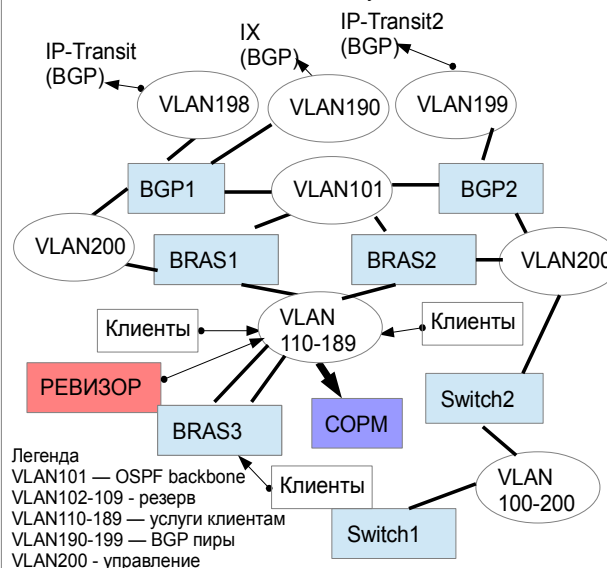 IP-Transit2
(BGP)
IX
(BGP)
IP-Transit
(BGP)
VLAN198
VLAN190
VLAN199
BGP1
VLAN101
BGP2
VLAN200
BRAS1
BRAS2
VLAN200
Клиенты
VLAN
110-189
Клиенты
РЕВИЗОР
Switch2
BRAS3
СОРМ
Легенда
VLAN101 — OSPF backbone
VLAN102-109 - резерв
VLAN110-189 — услуги клиентам
VLAN190-199 — BGP пиры
VLAN200 - управление
Клиенты
VLAN
100-200
Switch1